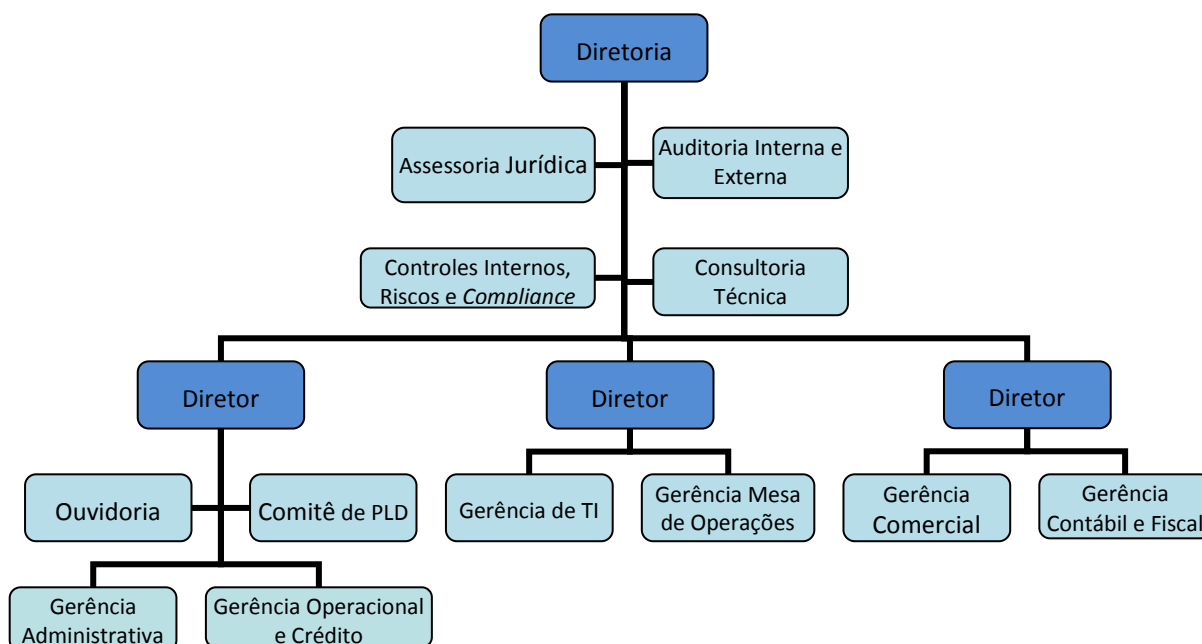 Diretoria
Assessoria Jurídica
Auditoria Interna e
Externa
Controles Internos,
Riscos e Compliance
Consultoria
Técnica
Diretor
Diretor
Diretor
Ouvidoria
Comitê de PLD
Gerência de TI
Gerência Mesa
de Operações
Gerência
Comercial
Gerência
Contábil e Fiscal
Gerência
Administrativa
Gerência Operacional
e Crédito